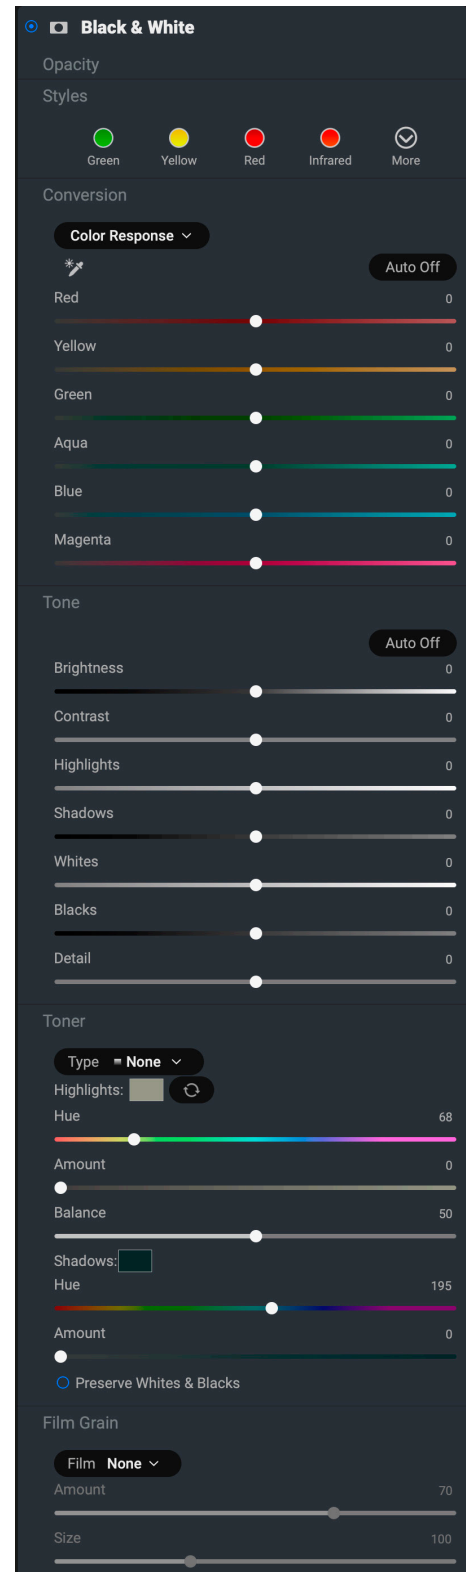 Black & White
Opacity
Styles
Green Yellow Red Infrared More
Conversion
Color Response
Auto Off
Red 0
Yellow 0
Green 0
Aqua 0
Blue 0
Magenta 0
Tone
Auto Off
Brightness 0
Contrast 0
Highlights 0
Shadows 0
Whites 0
Blacks 0
Detail 0
Toner
Type None
Highlights:
Hue 68
Amount 0
Balance 50
Shadows:
Hue 195
Amount 0
Preserve Whites & Blacks
Film Grain
Film None
Amount 70
Size 100